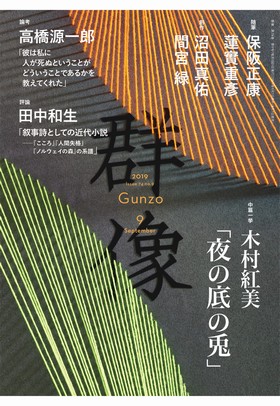 随筆
保阪正康
蓮實重彦
創作
沼田真佑
間宮緑
論考
高橋源一郎
「彼は私に
人が死ぬということが
どういうことであるかを
教えてくれた」
評論
田中和生
「叙事詩としての近代小説
──『こころ』『人間失格』
『ノルウェイの森』の系譜」
群像
2019
Gunzo
9
September
中篇一挙
木村紅美
「夜の底の兎」